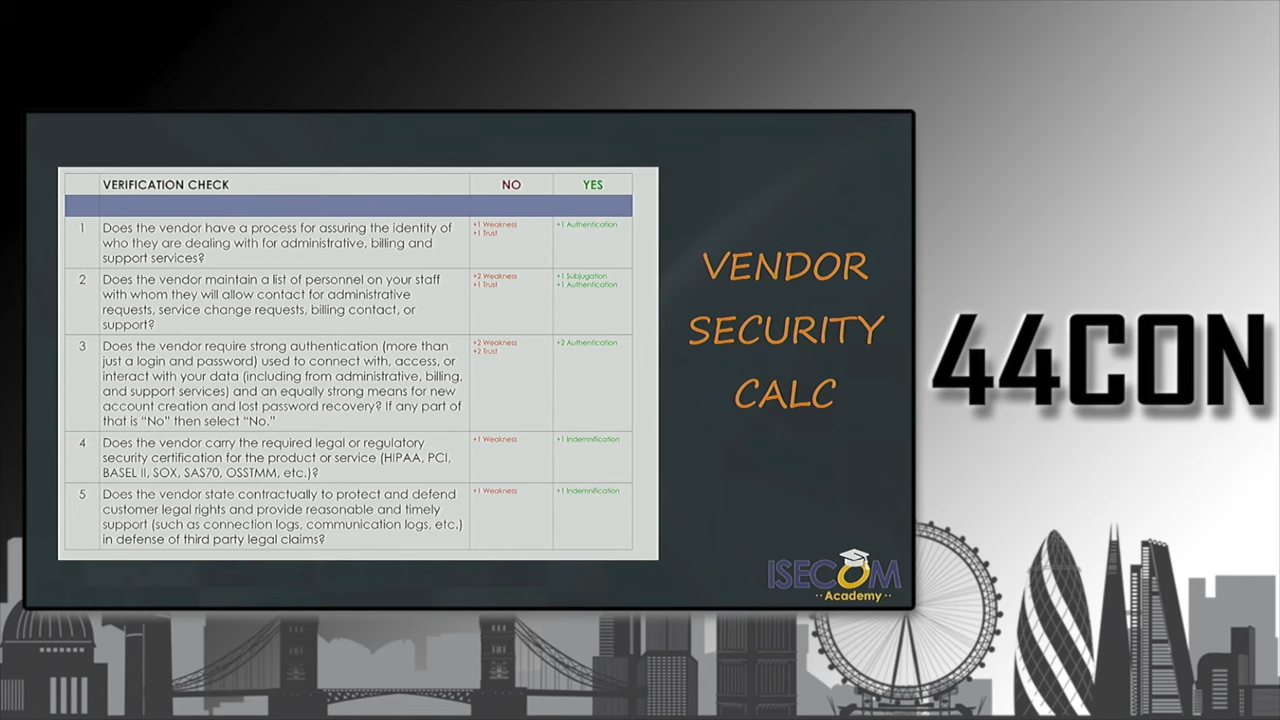 VERIFICATION CHECK NO YES
1 Does the vendor have a process for assuring the identity of
who they are dealing with for administrative, billing and
support services?
+1 Weakness
+1 Trust
+1 Authentication
2 Does the vendor maintain a list of personnel on your staff
with whom they will allow contact for administrative
requests, service change requests, billing contact, or
support?
+2 Weakness
+1 Trust
+1 Subjugation
+1 Authentication
3 Does the vendor require strong authentication (more than
just a login and password) used to connect with, access, or
interact with your data (including from administrative, billing,
and support services) and an equally strong means for new
account creation and lost password recovery? If any part of
that is “No” then select “No.”
+2 Weakness
+2 Trust
+2 Authentication
4 Does the vendor carry the required legal or regulatory
security certification for the product or service (HIPAA, PCI,
BASEL II, SOX, SAS70, OSSTMM, etc.)?
+1 Weakness
+1 Indemnification
5 Does the vendor state contractually to protect and defend
customer legal rights and provide reasonable and timely
support (such as connection logs, communication logs, etc.)
in defense of third party legal claims?
+1 Weakness
+1 Indemnification
VENDOR
SECURITY
CALC
ISECOM
Academy
44CON